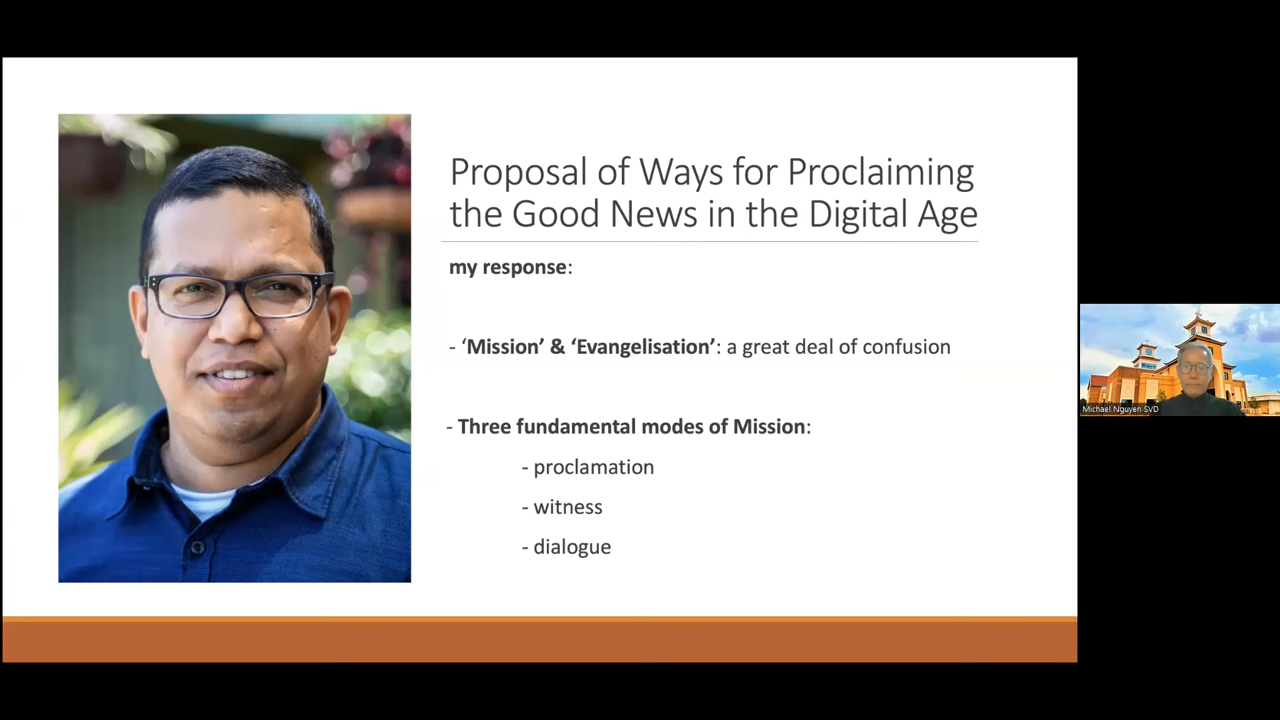 Proposal of Ways for Proclaiming
the Good News in the Digital Age
my response:
- ‘Mission’ & ‘Evangelisation’: a great deal of confusion
- Three fundamental modes of Mission:
- proclamation
- witness
- dialogue
Michael Nguyen SVD